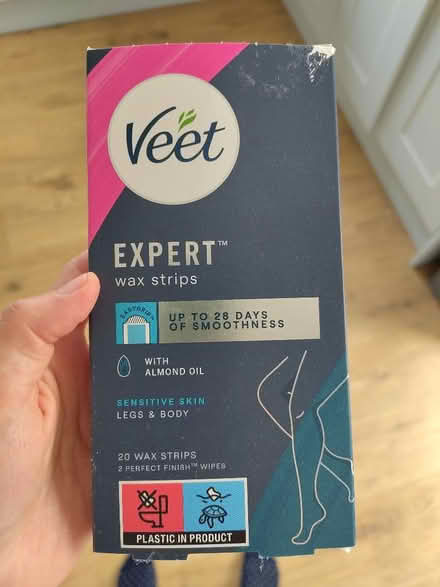 Veet
EXPERT™
wax strips
EASYGRIP™
UP TO 28 DAYS
OF SMOOTHNESS
WITH
ALMOND OIL
SENSITIVE SKIN
LEGS & BODY
20 WAX STRIPS
2 PERFECT FINISH™ WIPES
PLASTIC IN PRODUCT